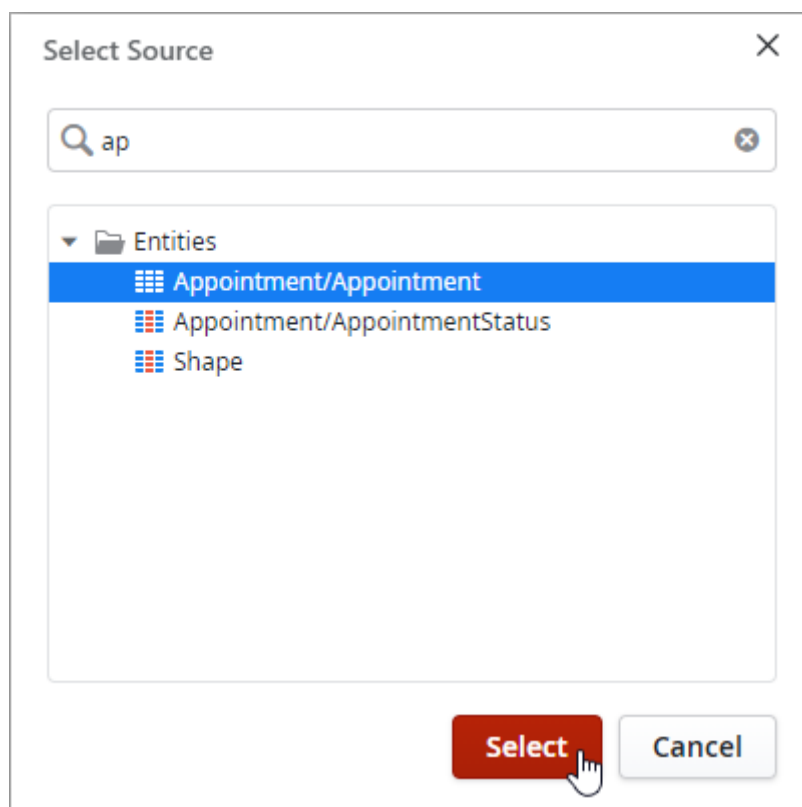 Select Source
ap
Entities
Appointment/Appointment
Appointment/AppointmentStatus
Shape
Select
Cancel